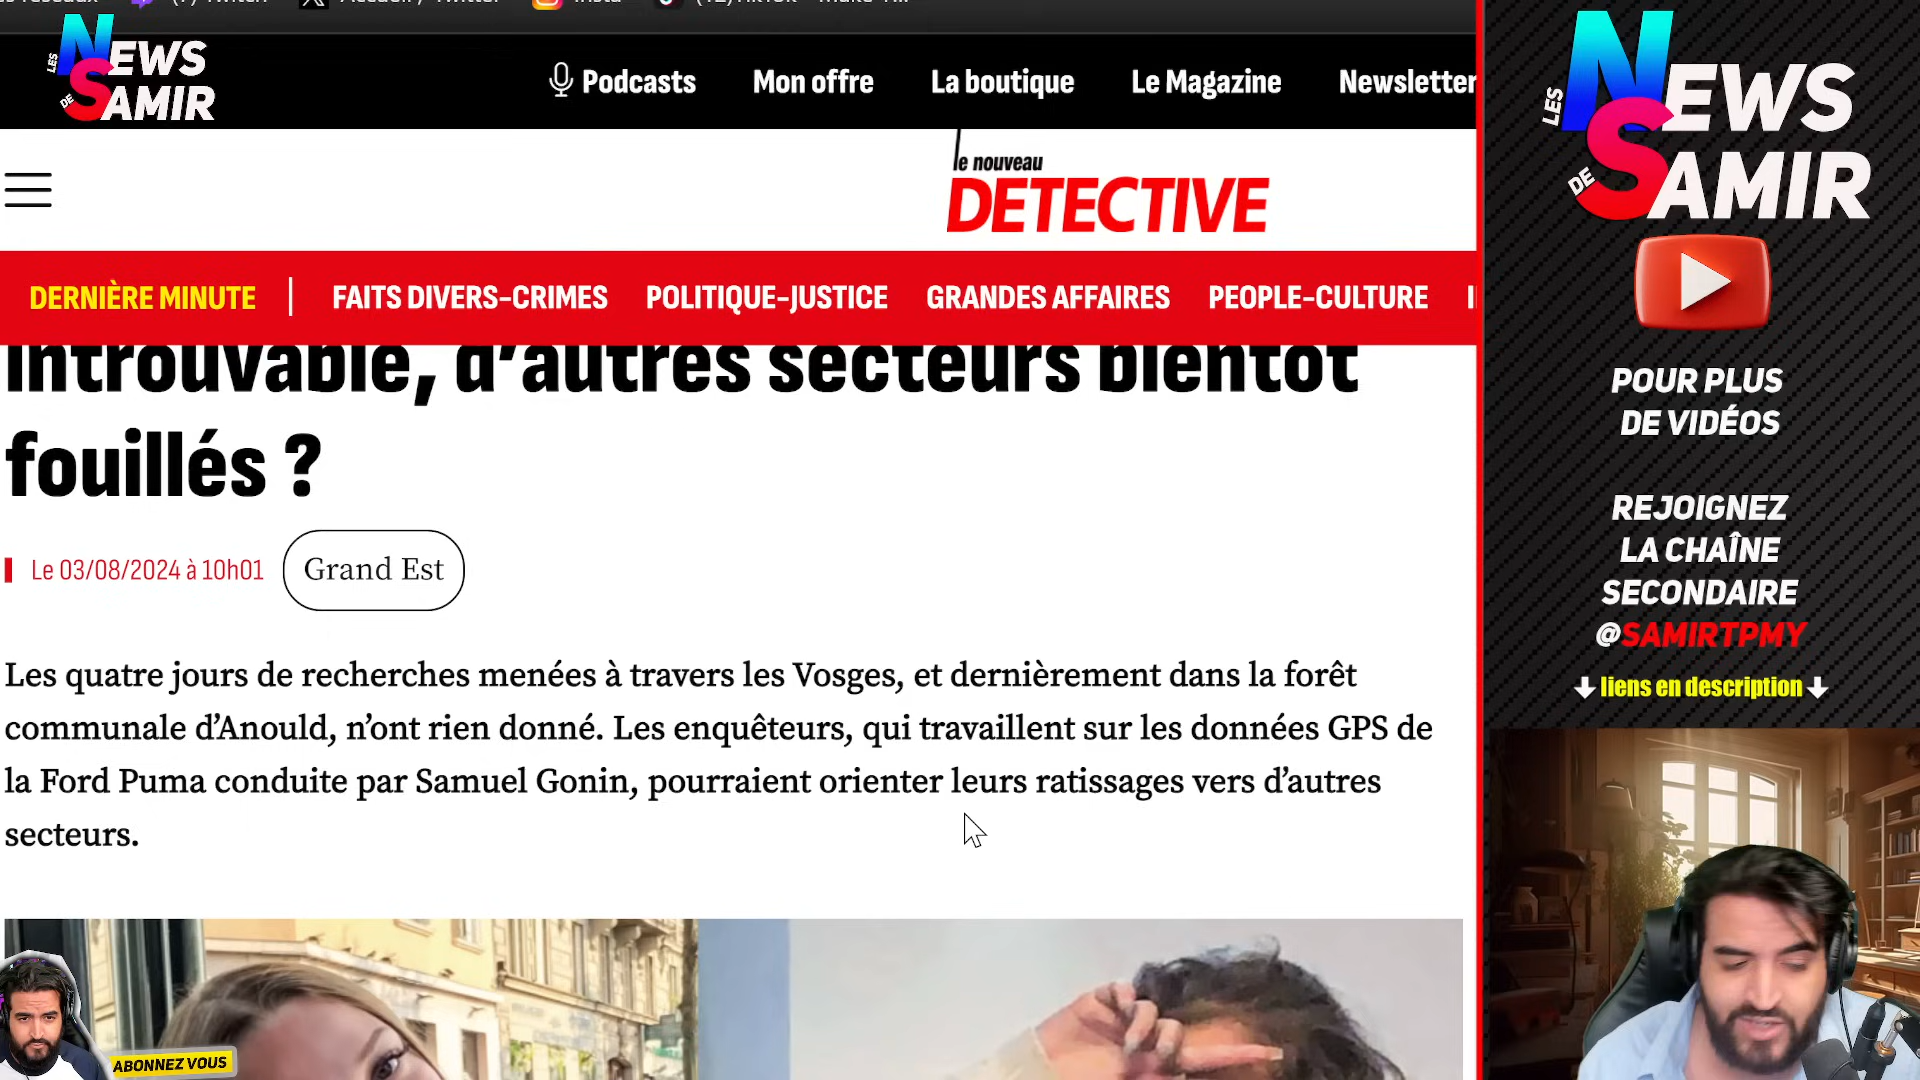 Twitch
Accueil / Twitter
Insta
LES NEWS
DE SAMIR
Podcasts
Mon offre
La boutique
Le Magazine
Newsletter
le nouveau
DETECTIVE
DERNIÈRE MINUTE
FAITS DIVERS-CRIMES
POLITIQUE-JUSTICE
GRANDES AFFAIRES
PEOPLE-CULTURE
introuvable, d'autres secteurs bientôt
fouillés ?
Le 03/08/2024 à 10h01
Grand Est
Les quatre jours de recherches menées à travers les Vosges, et dernièrement dans la forêt
communale d'Anould, n'ont rien donné. Les enquêteurs, qui travaillent sur les données GPS de
la Ford Puma conduite par Samuel Gonin, pourraient orienter leurs ratissages vers d'autres
secteurs.
ABONNEZ VOUS
LES NEWS
DE SAMIR
POUR PLUS
DE VIDÉOS
REJOIGNEZ
LA CHAÎNE
SECONDAIRE
@SAMIRTPMY
liens en description